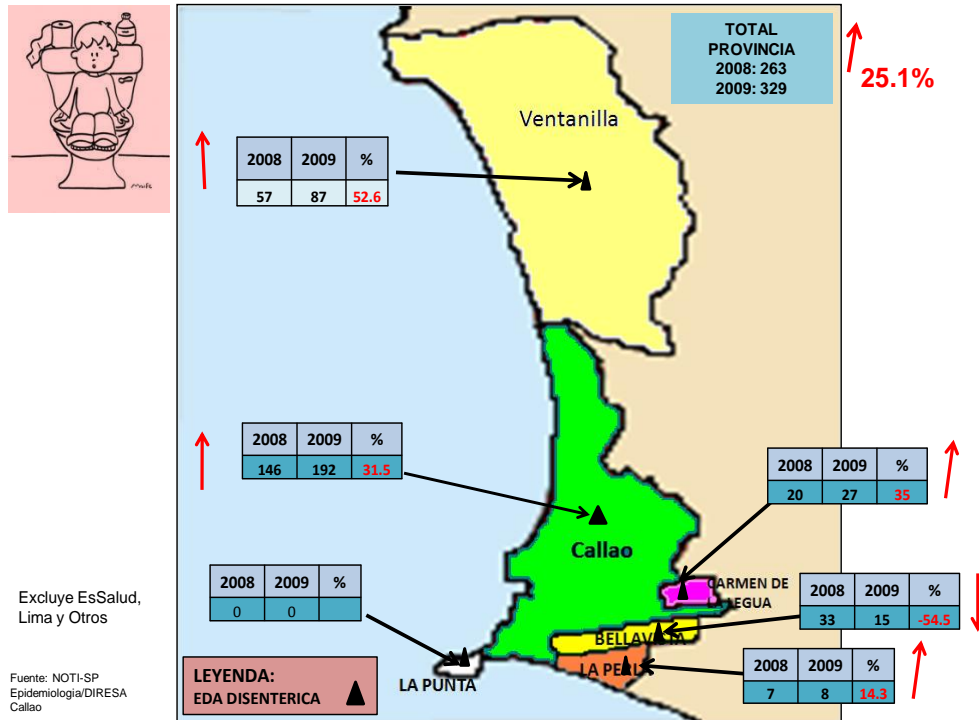 TOTAL
PROVINCIA
2008: 263
2009: 329
25.1%
Ventanilla
2008 2009 %
57 87 52.6
2008 2009 %
146 192 31.5
Callao
2008 2009 %
20 27 35
CARMEN DE
LA LEGUA
2008 2009 %
0 0
2008 2009 %
33 15 -54.5
BELLAVISTA
LA PERLA
2008 2009 %
7 8 14.3
LA PUNTA
Excluye EsSalud,
Lima y Otros
LEYENDA:
EDA DISENTERICA
Fuente: NOTI-SP
Epidemiologia/DIRESA
Callao